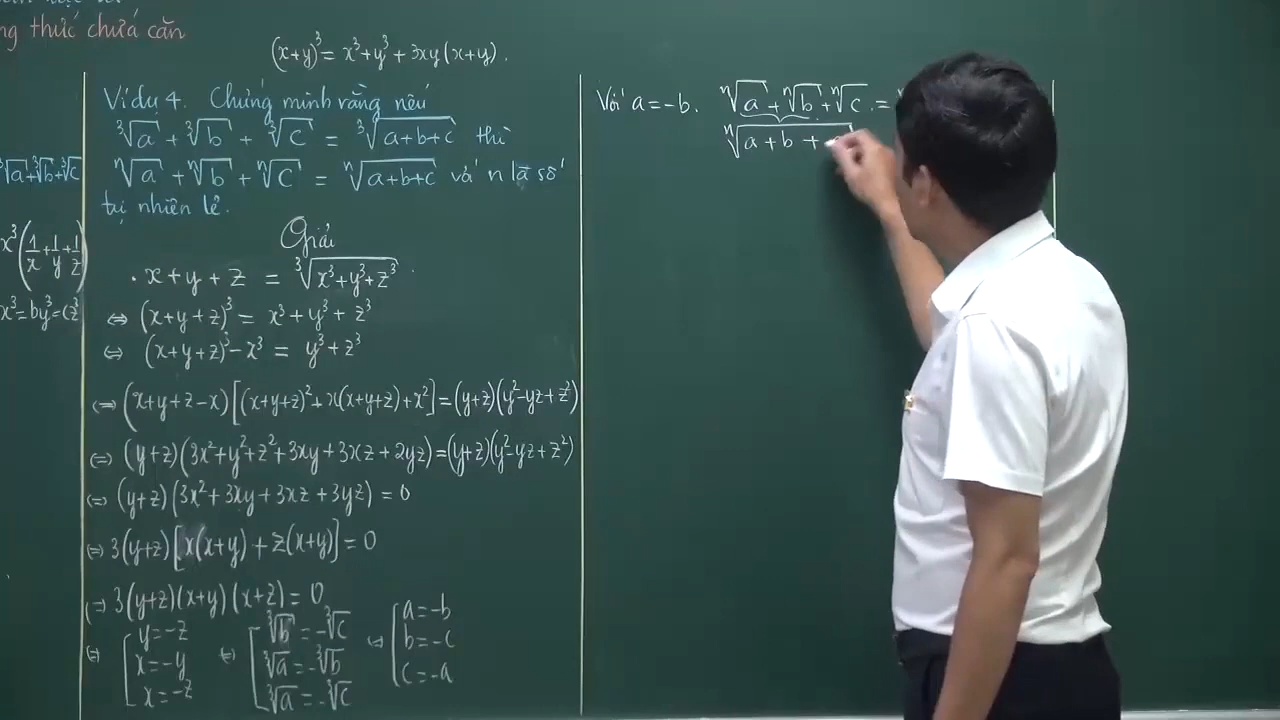 ng thức chứa căn
(x+y)³ = x³+y³ + 3xy(x+y).
∛a+∛b+∛c
x³(1/x+1/y+1/z)
x³=by³=cz³
Ví dụ 4. Chứng minh rằng nếu
∛a + ∛b + ∛c = ∛(a+b+c) thì
ⁿ√a + ⁿ√b + ⁿ√c = ⁿ√(a+b+c) với n là số
tự nhiên lẻ.
Giải
• x+y+z = ∛(x³+y³+z³).
⇔ (x+y+z)³ = x³+y³+z³
⇔ (x+y+z)³-x³ = y³+z³
⇔ (x+y+z-x)[(x+y+z)²+x(x+y+z)+x²]=(y+z)(y²-yz+z²)
⇔ (y+z)(3x²+y²+z²+3xy+3xz+2yz)=(y+z)(y²-yz+z²)
⇔ (y+z)(3x²+3xy+3xz+3yz) = 0
⇔ 3(y+z)[x(x+y)+z(x+y)] = 0
⇔ 3(y+z)(x+y)(x+z) = 0
⇔ [ y=-z ⇔ [ ∛b=-∛c ⇔ [ a=-b
x=-y ∛a=-∛b b=-c
x=-z ∛a=-∛c c=-a
Với a=-b. ⁿ√a+ⁿ√b+ⁿ√c =
ⁿ√a+b+